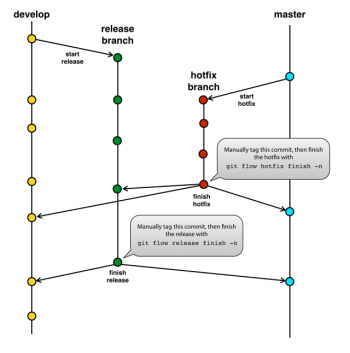 develop
release
branch
master
start
release
hotfix
branch
start
hotfix
Manually tag this commit, then finish
the hotfix with
git flow hotfix finish -n
finish
hotfix
Manually tag this commit, then finish
the release with
git flow release finish -n
finish
release